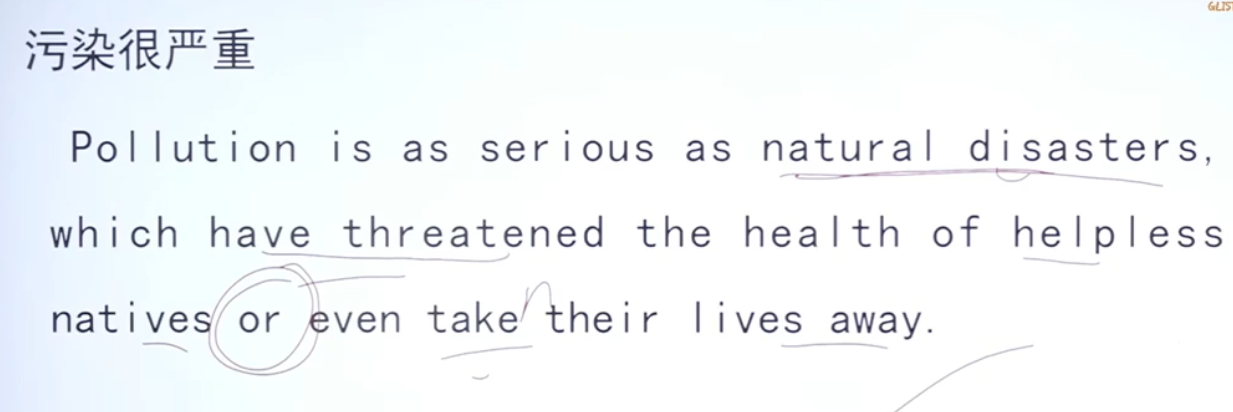 污染很严重
Pollution is as serious as natural disasters,
which have threatened the health of helpless
natives or even taken their lives away.